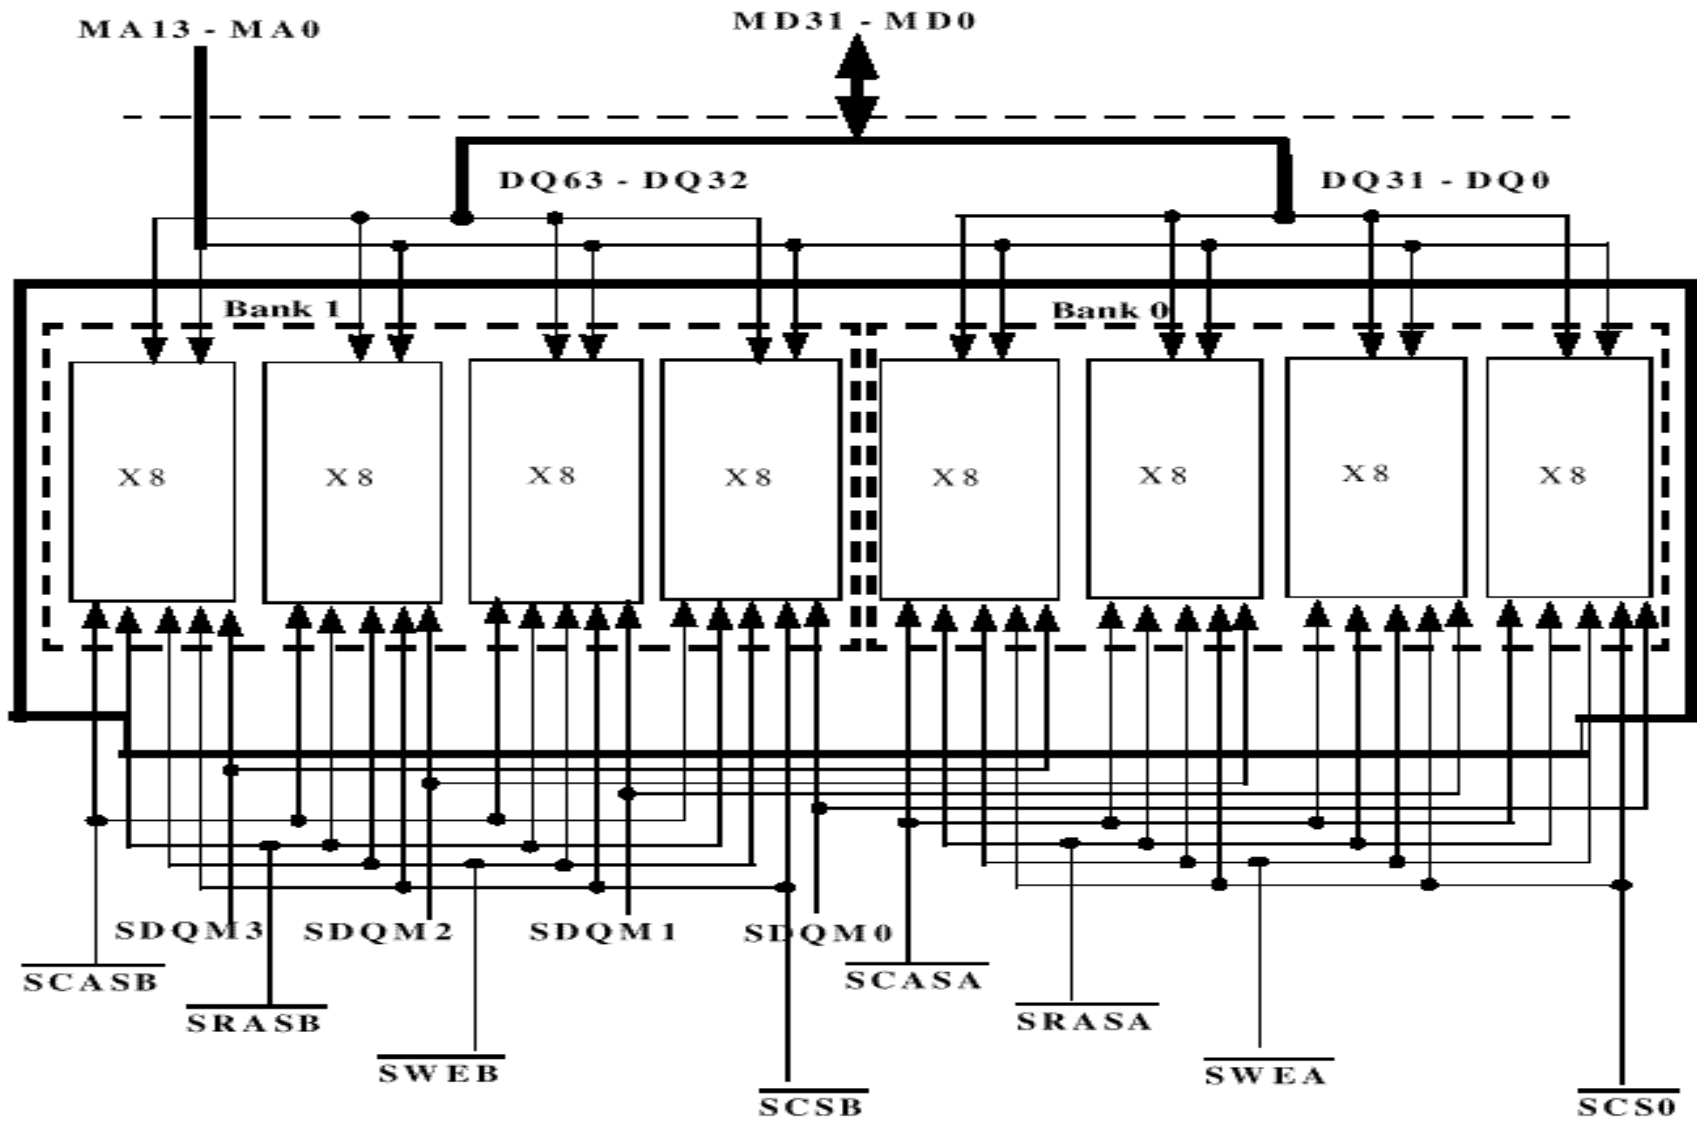 MA13 - MA0
MD31 - MD0
DQ63 - DQ32
DQ31 - DQ0
Bank 1
Bank 0
X8
X8
X8
X8
X8
X8
X8
X8
SDQM3
SDQM2
SDQM1
SDQM0
SCASB
SCASA
SRASB
SRASA
SWEB
SWEA
SCSB
SCS0